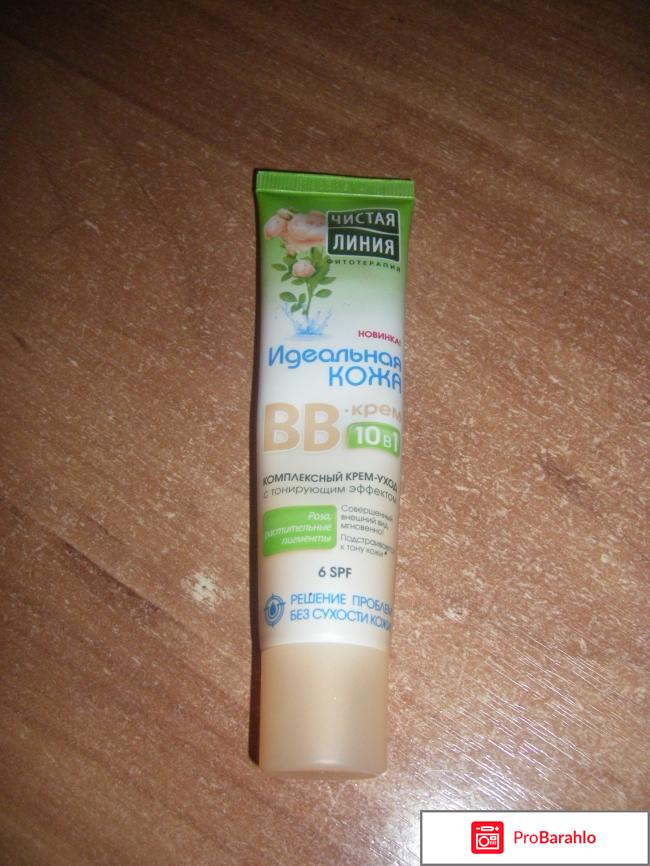 ЧИСТАЯ
ЛИНИЯ
ФИТОТЕРАПИЯ
НОВИНКА!
Идеальная
КОЖА
BB-крем
10 в 1
КОМПЛЕКСНЫЙ КРЕМ-УХОД
с тонирующим эффектом
Роза,
растительные
пигменты
Совершенный
внешний вид
мгновенно!
Подстраивается
к тону кожи*
6 SPF
РЕШЕНИЕ ПРОБЛЕМ
БЕЗ СУХОСТИ КОЖИ
ProBarahlo